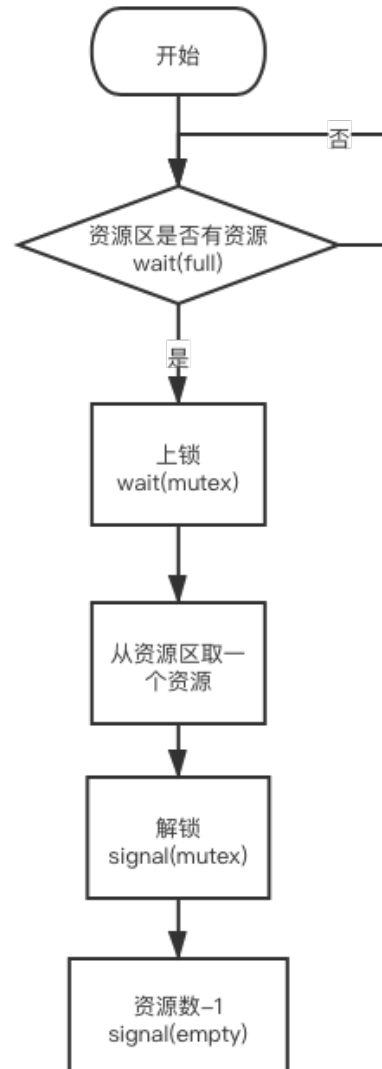 开始
否
资源区是否有资源
wait(full)
是
上锁
wait(mutex)
从资源区取一
个资源
解锁
signal(mutex)
资源数-1
signal(empty)